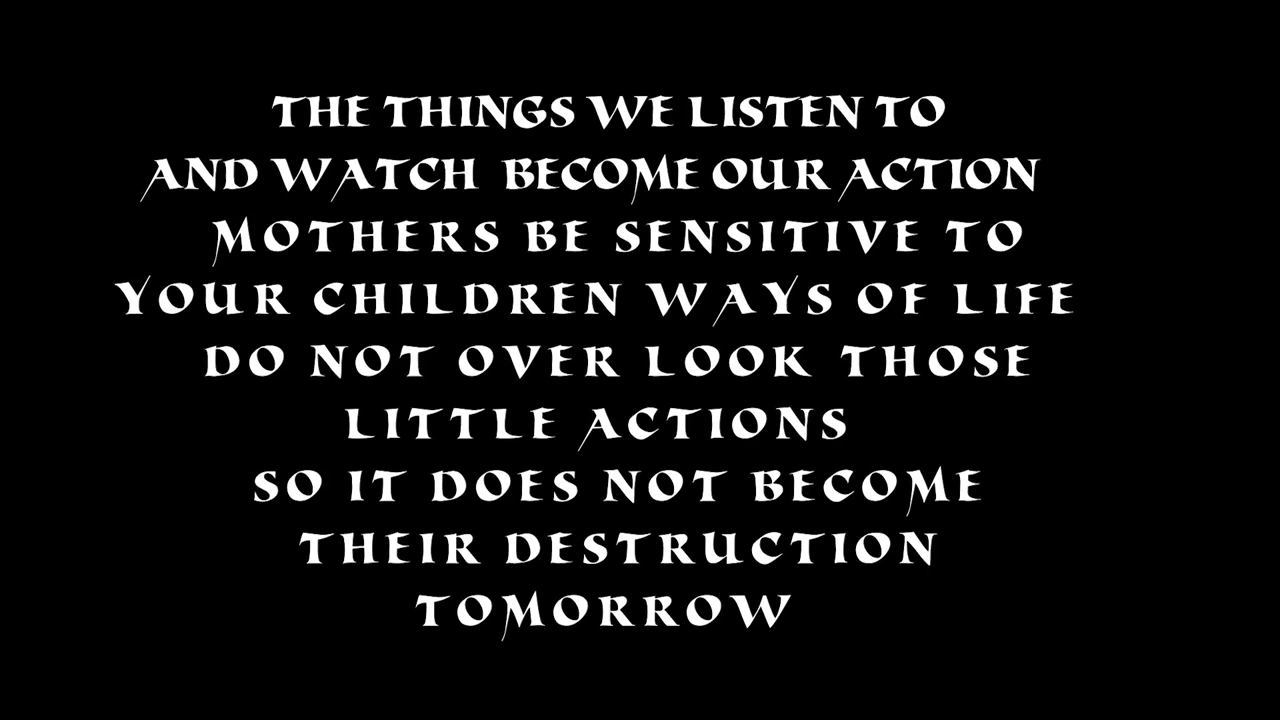 THE THINGS WE LISTEN TO
AND WATCH BECOME OUR ACTION
MOTHERS BE SENSITIVE TO
YOUR CHILDREN WAYS OF LIFE
DO NOT OVER LOOK THOSE
LITTLE ACTIONS
SO IT DOES NOT BECOME
THEIR DESTRUCTION
TOMORROW